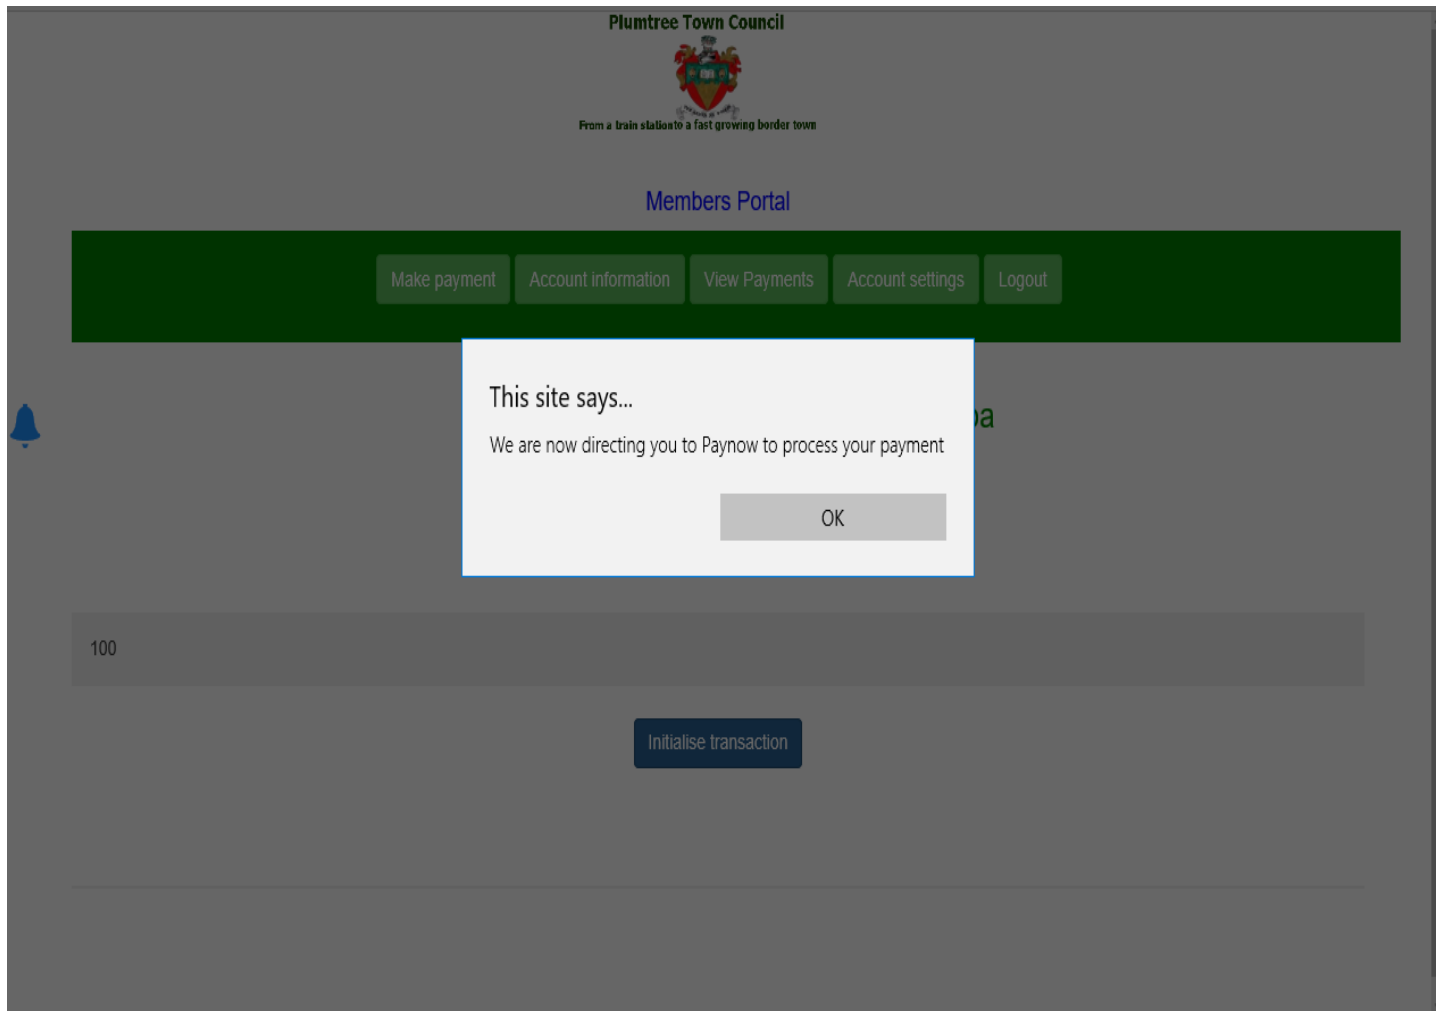 Plumtree Town Council
From a train station to a fast growing border town
Members Portal
Make payment
Account information
View Payments
Account settings
Logout
This site says...
We are now directing you to Paynow to process your payment
OK
100
Initialise transaction